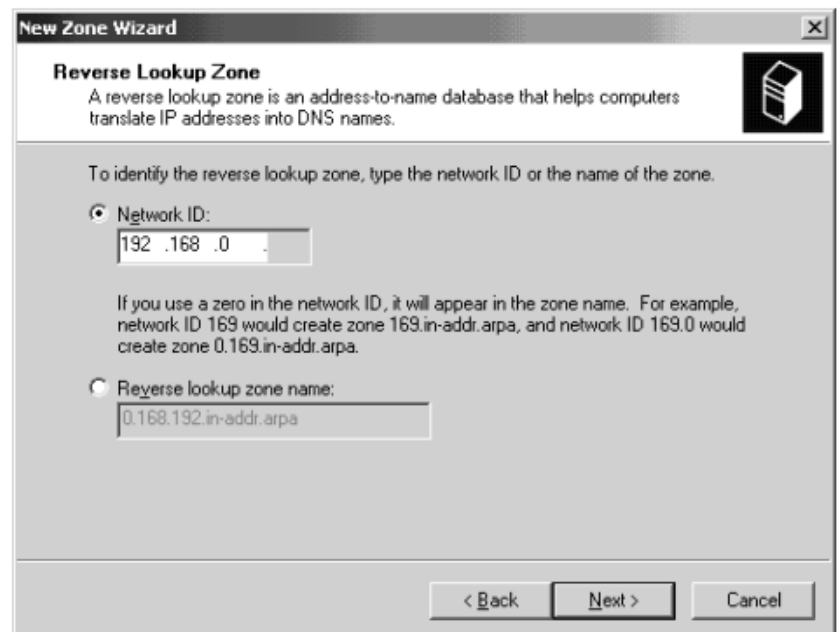 New Zone Wizard
Reverse Lookup Zone
A reverse lookup zone is an address-to-name database that helps computers
translate IP addresses into DNS names.
To identify the reverse lookup zone, type the network ID or the name of the zone.
Network ID:
192 .168 .0 .
If you use a zero in the network ID, it will appear in the zone name. For example,
network ID 169 would create zone 169.in-addr.arpa, and network ID 169.0 would
create zone 0.169.in-addr.arpa.
Reverse lookup zone name:
0.168.192.in-addr.arpa
< Back Next > Cancel